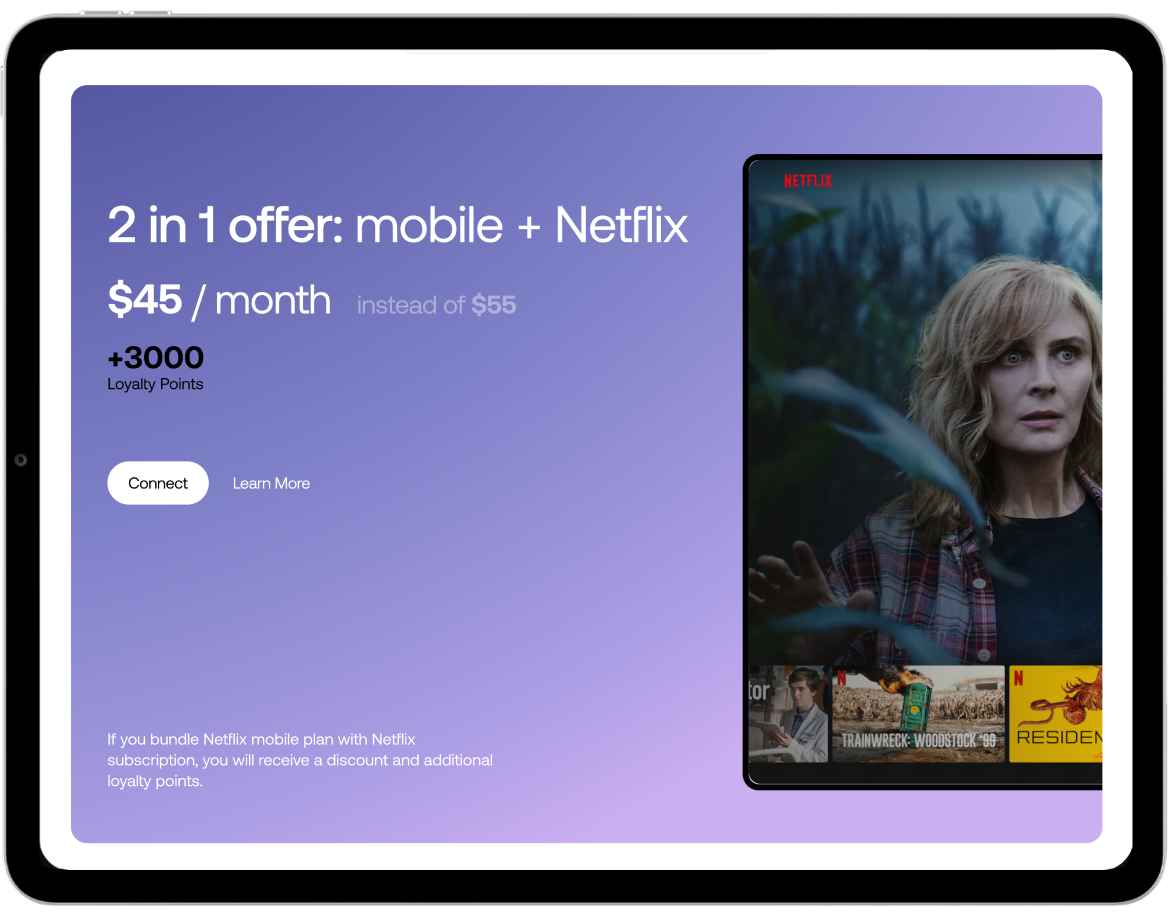 2 in 1 offer: mobile + Netflix
$45 / month instead of $55
+3000
Loyalty Points
Connect Learn More
If you bundle Netflix mobile plan with Netflix
subscription, you will receive a discount and additional
loyalty points.
NETFLIX
tor
N
TRAINWRECK: WOODSTOCK '99
N
RESIDEN